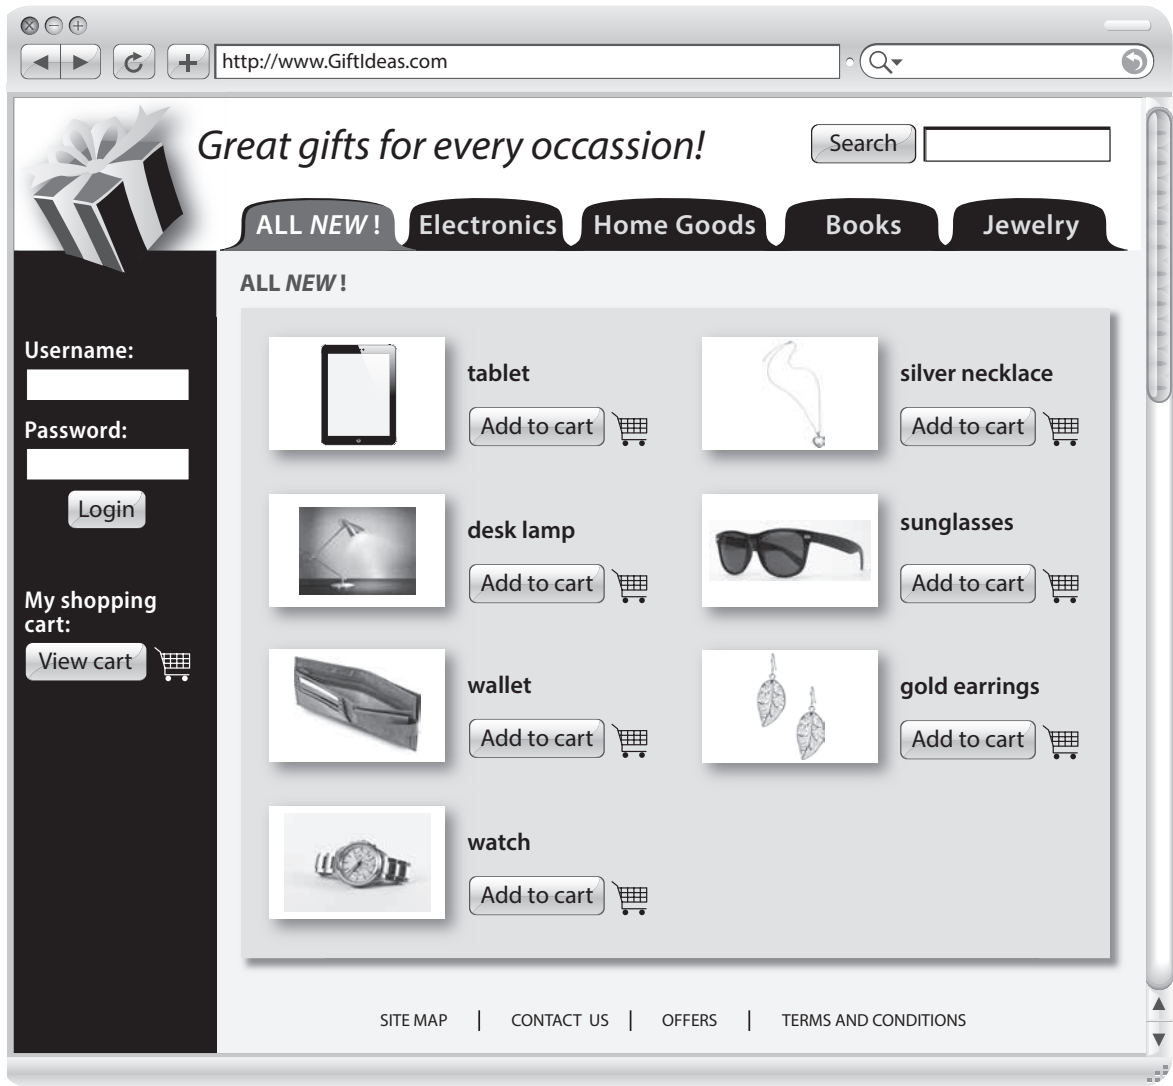 http://www.GiftIdeas.com
Great gifts for every occassion!
Search
ALL NEW !
Electronics
Home Goods
Books
Jewelry
ALL NEW !
Username:
Password:
Login
My shopping
cart:
View cart
tablet
Add to cart
silver necklace
Add to cart
desk lamp
Add to cart
sunglasses
Add to cart
wallet
Add to cart
gold earrings
Add to cart
watch
Add to cart
SITE MAP | CONTACT US | OFFERS | TERMS AND CONDITIONS